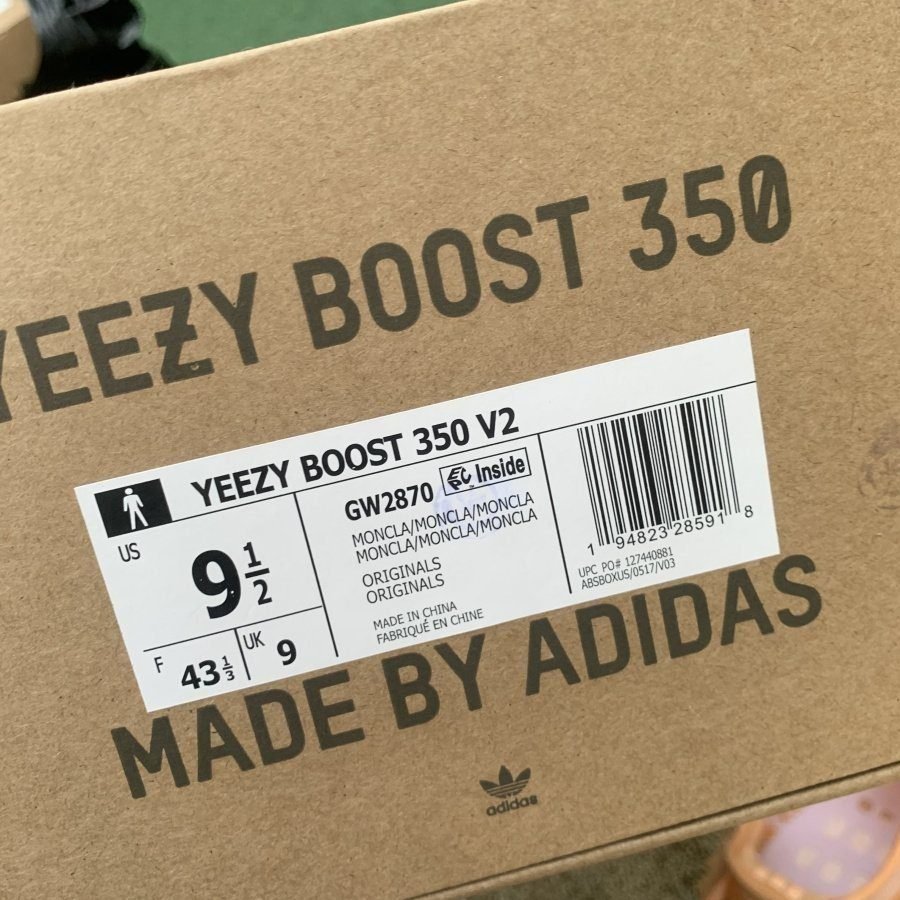 YEEZY BOOST 350
YEEZY BOOST 350 V2
US
9 1/2
F 43 1/3
UK 9
GW2870
Inside
MONCLA/MONCLA/MONCLA
MONCLA/MONCLA/MONCLA
ORIGINALS
ORIGINALS
MADE IN CHINA
FABRIQUÉ EN CHINE
1 94823 28591 8
UPC PO# 127440881
ABSBOXUS/0517/V03
MADE BY ADIDAS
adidas